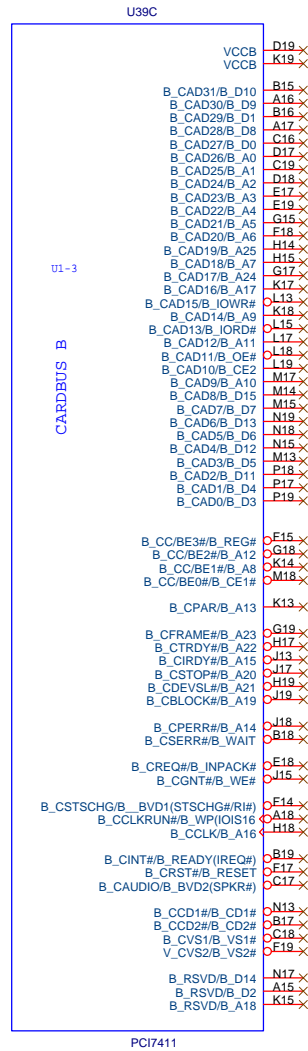 U39C
VCCB D19
VCCB K19
B_CAD31/B_D10 B15
B_CAD30/B_D9 A16
B_CAD29/B_D1 B16
B_CAD28/B_D8 A17
B_CAD27/B_D0 C16
B_CAD26/B_A0 D17
B_CAD25/B_A1 C19
B_CAD24/B_A2 D18
B_CAD23/B_A3 E17
B_CAD22/B_A4 E19
B_CAD21/B_A5 G15
B_CAD20/B_A6 F18
B_CAD19/B_A25 H14
B_CAD18/B_A7 H15
B_CAD17/B_A24 G17
B_CAD16/B_A17 K17
B_CAD15/B_IOWR# L13
B_CAD14/B_A9 K18
B_CAD13/B_IORD# L15
B_CAD12/B_A11 L17
B_CAD11/B_OE# L18
B_CAD10/B_CE2 L19
B_CAD9/B_A10 M17
B_CAD8/B_D15 M14
B_CAD7/B_D7 M15
B_CAD6/B_D13 N19
B_CAD5/B_D6 N18
B_CAD4/B_D12 N15
B_CAD3/B_D5 M13
B_CAD2/B_D11 P18
B_CAD1/B_D4 P17
B_CAD0/B_D3 P19
U1-3
CARDBUS B
B_CC/BE3#/B_REG# F15
B_CC/BE2#/B_A12 G18
B_CC/BE1#/B_A8 K14
B_CC/BE0#/B_CE1# M18
B_CPAR/B_A13 K13
B_CFRAME#/B_A23 G19
B_CTRDY#/B_A22 H17
B_CIRDY#/B_A15 J13
B_CSTOP#/B_A20 J17
B_CDEVSL#/B_A21 H19
B_CBLOCK#/B_A19 J19
B_CPERR#/B_A14 J18
B_CSERR#/B_WAIT B18
B_CREQ#/B_INPACK# E18
B_CGNT#/B_WE# J15
B_CSTSCHG/B__BVD1(STSCHG#/RI#) F14
B_CCLKRUN#/B_WP(IOIS16 A18
B_CCLK/B_A16 H18
B_CINT#/B_READY(IREQ#) B19
B_CRST#/B_RESET F17
B_CAUDIO/B_BVD2(SPKR#) C17
B_CCD1#/B_CD1# N13
B_CCD2#/B_CD2# B17
B_CVS1/B_VS1# C18
V_CVS2/B_VS2# F19
B_RSVD/B_D14 N17
B_RSVD/B_D2 A15
B_RSVD/B_A18 K15
PCI7411